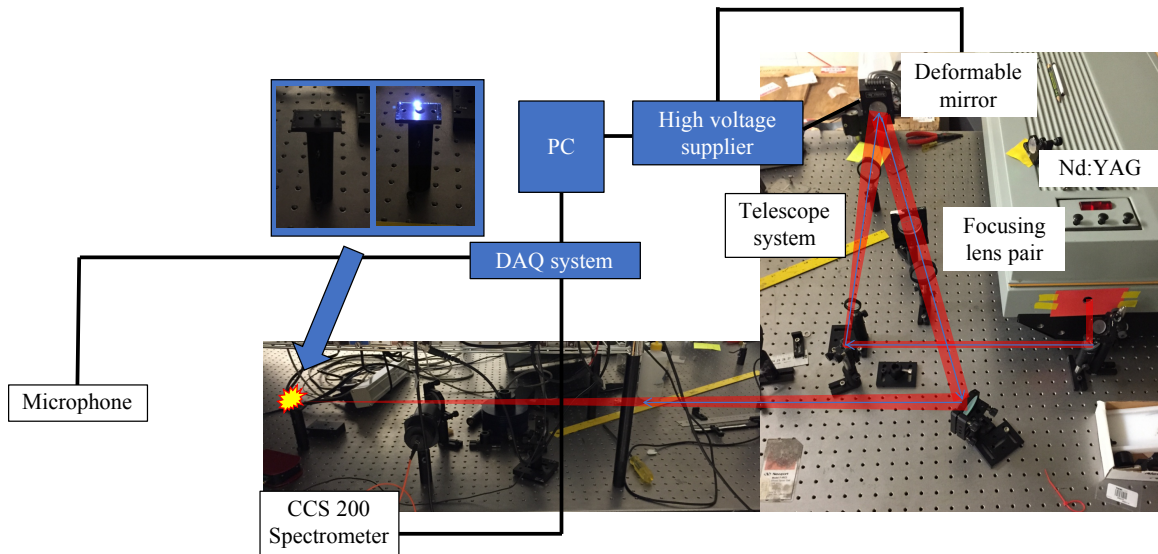 Deformable
mirror
High voltage
supplier
PC
Nd:YAG
Telescope
system
Focusing
lens pair
DAQ system
Microphone
CCS 200
Spectrometer